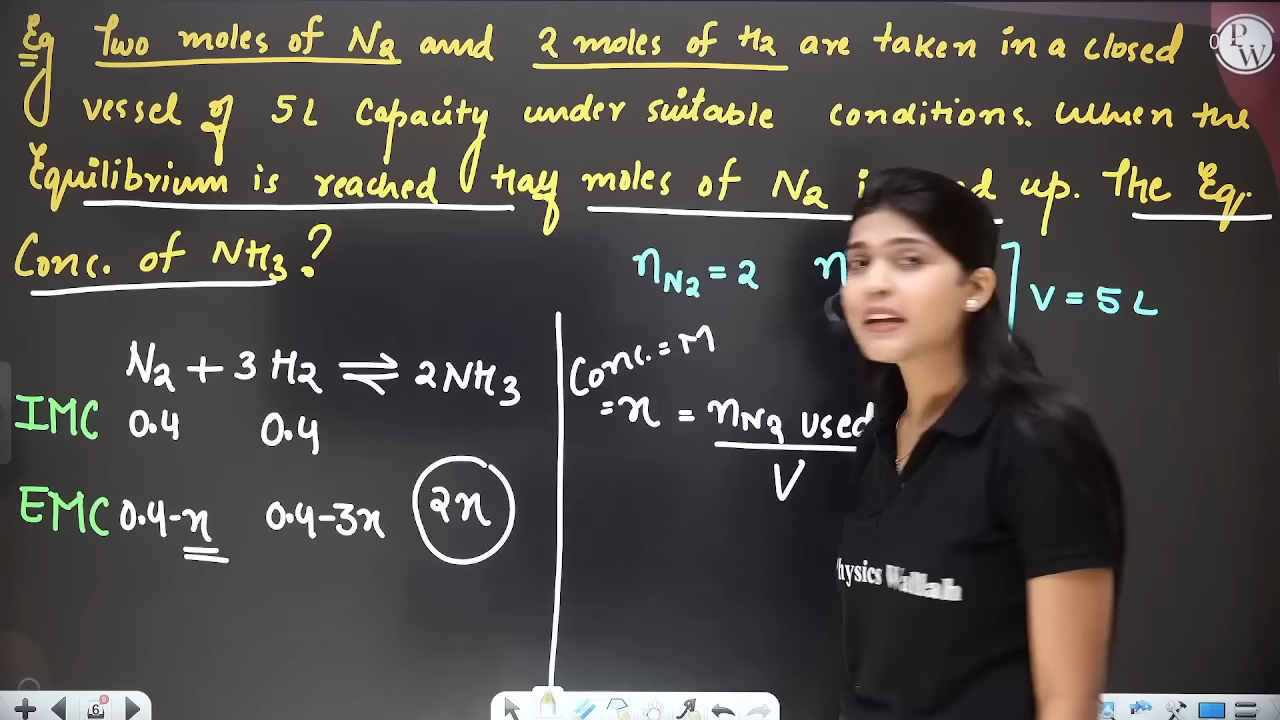 Eg Two moles of N2 and 2 moles of H2 are taken in a closed
vessel of 5L Capacity under suitable conditions. When the
Equilibrium is reached Half moles of N2 up. The Eq.
Conc. of NH3?
nN2 = 2 n ] V = 5L
N2 + 3H2 ⇌ 2NH3
IMC 0.4 0.4
EMC 0.4-x 0.4-3x 2x
Conc. = M
= x = nN2 used
V
Physics Wallah
PW
6